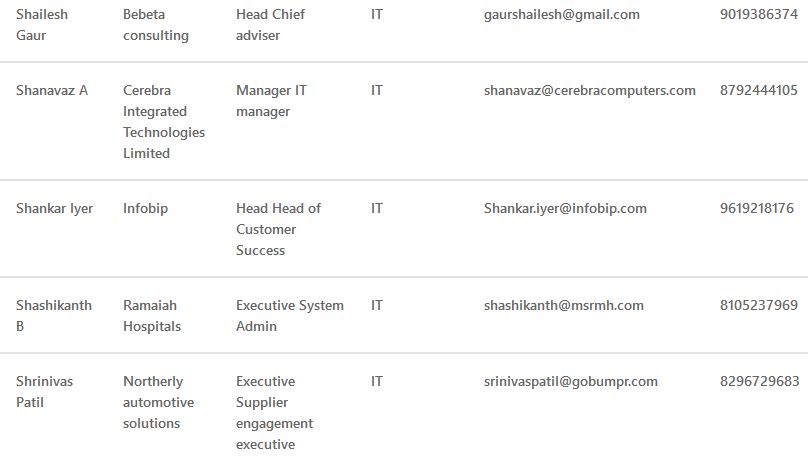 Shailesh Bebeta Head Chief IT gaurshailesh@gmail.com 9019386374
Gaur consulting adviser
Shanavaz A Cerebra Manager IT IT shanavaz@cerebracomputers.com 8792444105
Integrated manager
Technologies
Limited
Shankar Iyer Infobip Head Head of IT Shankar.iyer@infobip.com 9619218176
Customer
Success
Shashikanth Ramaiah Executive System IT shashikanth@msrmh.com 8105237969
B Hospitals Admin
Shrinivas Northerly Executive IT srinivaspatil@gobumpr.com 8296729683
Patil automotive Supplier
solutions engagement
executive